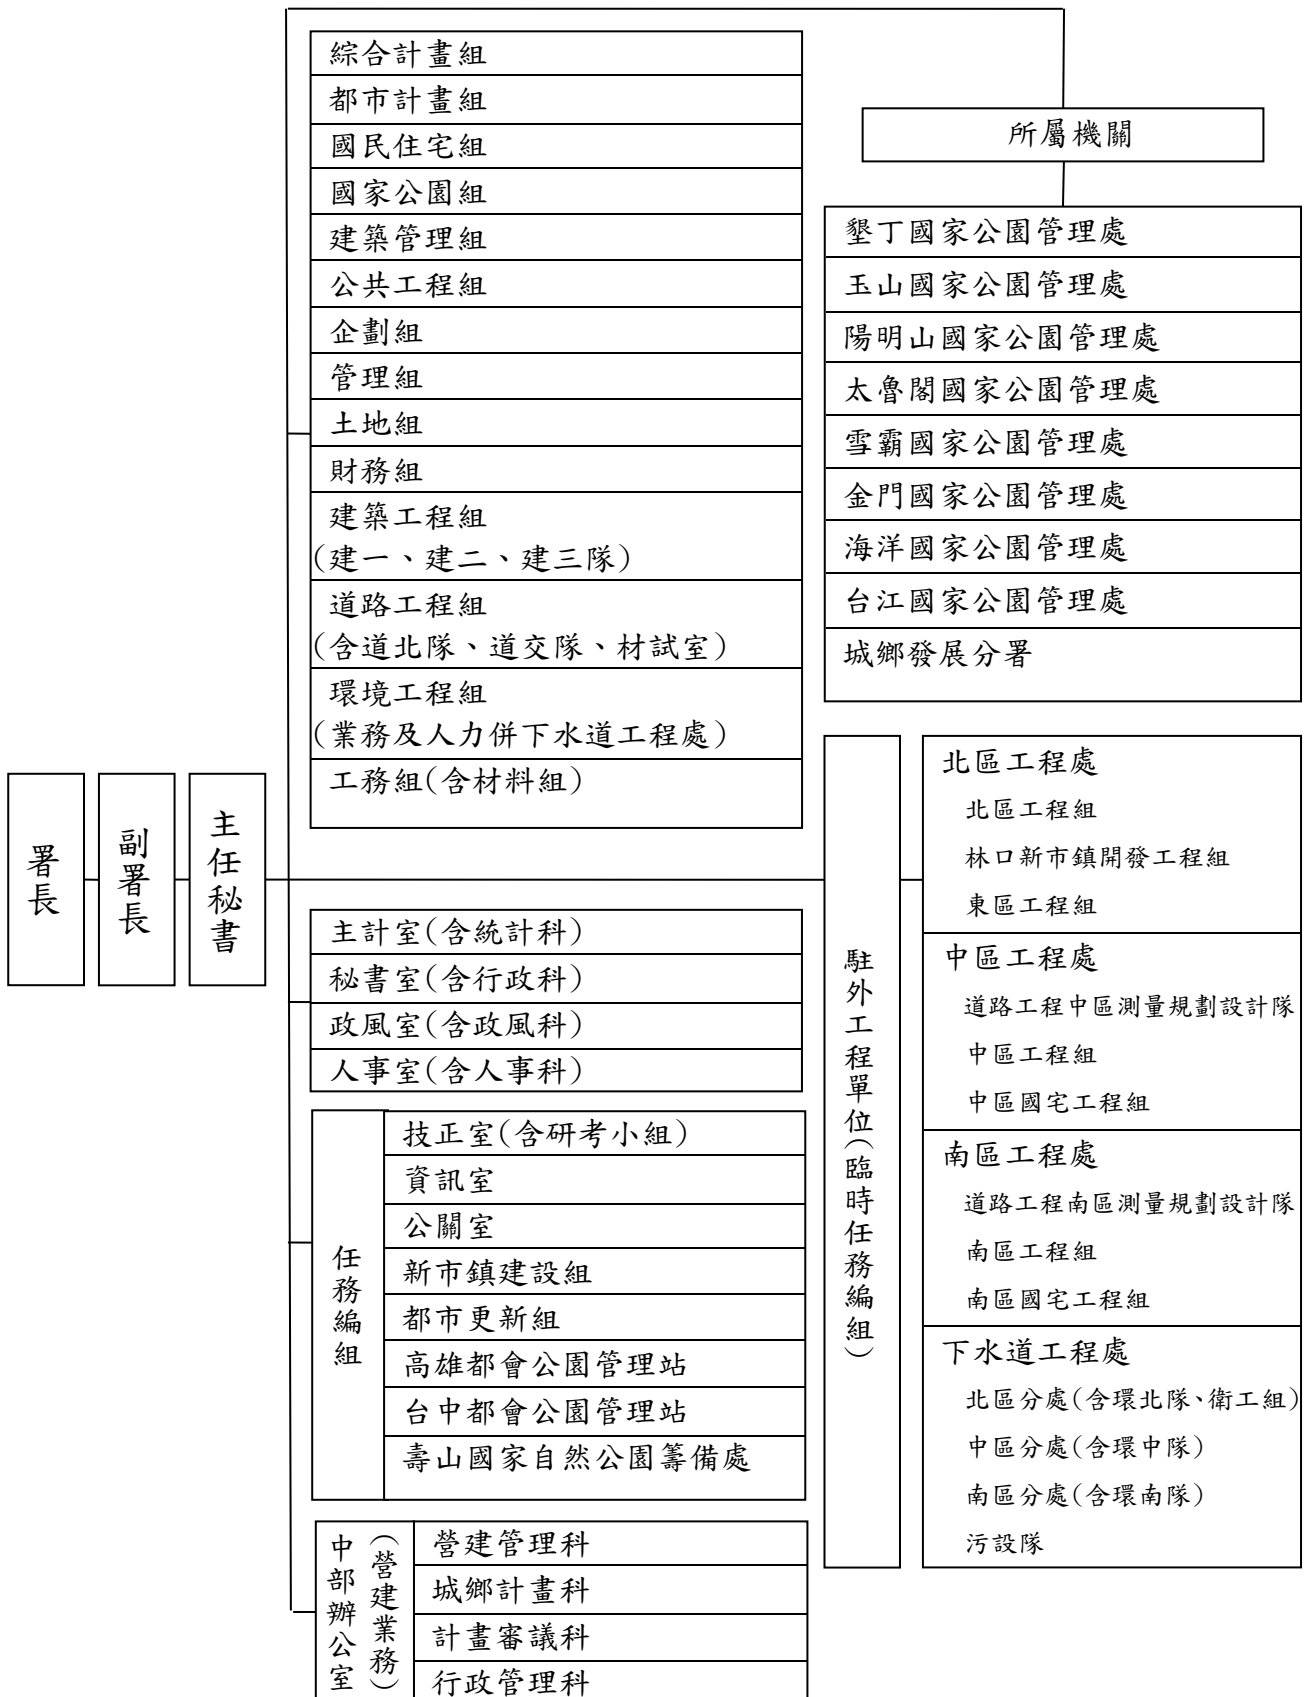 署長
副署長
主任秘書
綜合計畫組
都市計畫組
國民住宅組
國家公園組
建築管理組
公共工程組
企劃組
管理組
土地組
財務組
建築工程組
(建一、建二、建三隊)
道路工程組
(含道北隊、道交隊、材試室)
環境工程組
(業務及人力併下水道工程處)
工務組(含材料組)
主計室(含統計科)
秘書室(含行政科)
政風室(含政風科)
人事室(含人事科)
任務編組
技正室(含研考小組)
資訊室
公關室
新市鎮建設組
都市更新組
高雄都會公園管理站
台中都會公園管理站
壽山國家自然公園籌備處
中部辦公室
(營建業務)
營建管理科
城鄉計畫科
計畫審議科
行政管理科
所屬機關
墾丁國家公園管理處
玉山國家公園管理處
陽明山國家公園管理處
太魯閣國家公園管理處
雪霸國家公園管理處
金門國家公園管理處
海洋國家公園管理處
台江國家公園管理處
城鄉發展分署
駐外工程單位(臨時任務編組)
北區工程處
北區工程組
林口新市鎮開發工程組
東區工程組
中區工程處
道路工程中區測量規劃設計隊
中區工程組
中區國宅工程組
南區工程處
道路工程南區測量規劃設計隊
南區工程組
南區國宅工程組
下水道工程處
北區分處(含環北隊、衛工組)
中區分處(含環中隊)
南區分處(含環南隊)
污設隊